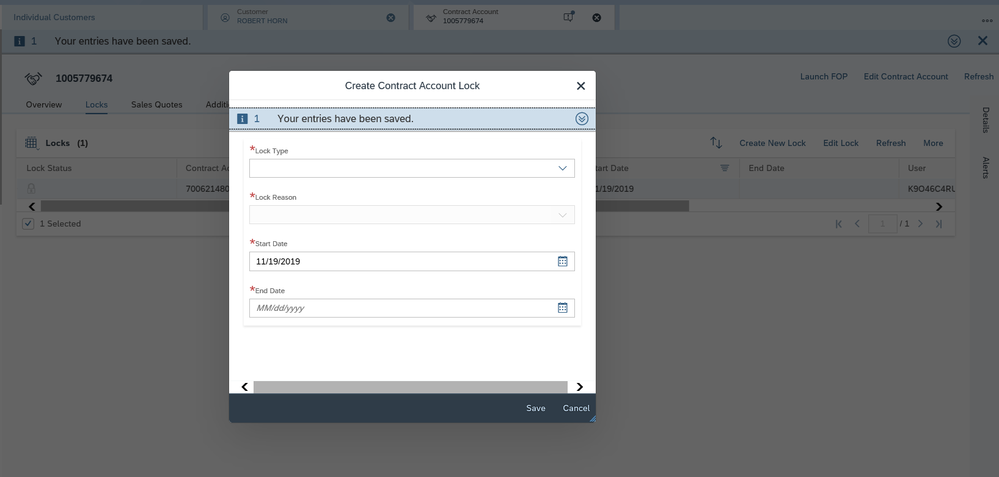 Individual Customers
Customer
ROBERT HORN
Contract Account
1005779674
1 Your entries have been saved.
1005779674
Launch FOP Edit Contract Account Refresh
Overview Locks Sales Quotes
Locks (1)
Create New Lock Edit Lock Refresh More
Lock Status Contract Date End Date User
700621480 /19/2019 K9O46C4RU
1 Selected
1 / 1
Details
Alerts
Create Contract Account Lock
1 Your entries have been saved.
*Lock Type
*Lock Reason
*Start Date
11/19/2019
*End Date
MM/dd/yyyy
Save Cancel